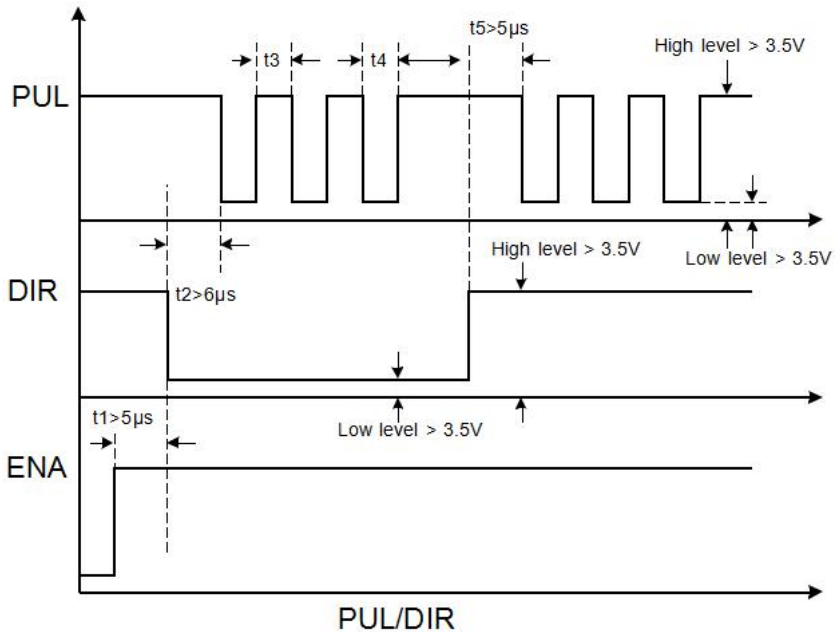 t5>5μs
t3
t4
High level > 3.5V
PUL
High level > 3.5V
Low level > 3.5V
DIR
t2>6μs
t1>5μs
Low level > 3.5V
ENA
PUL/DIR